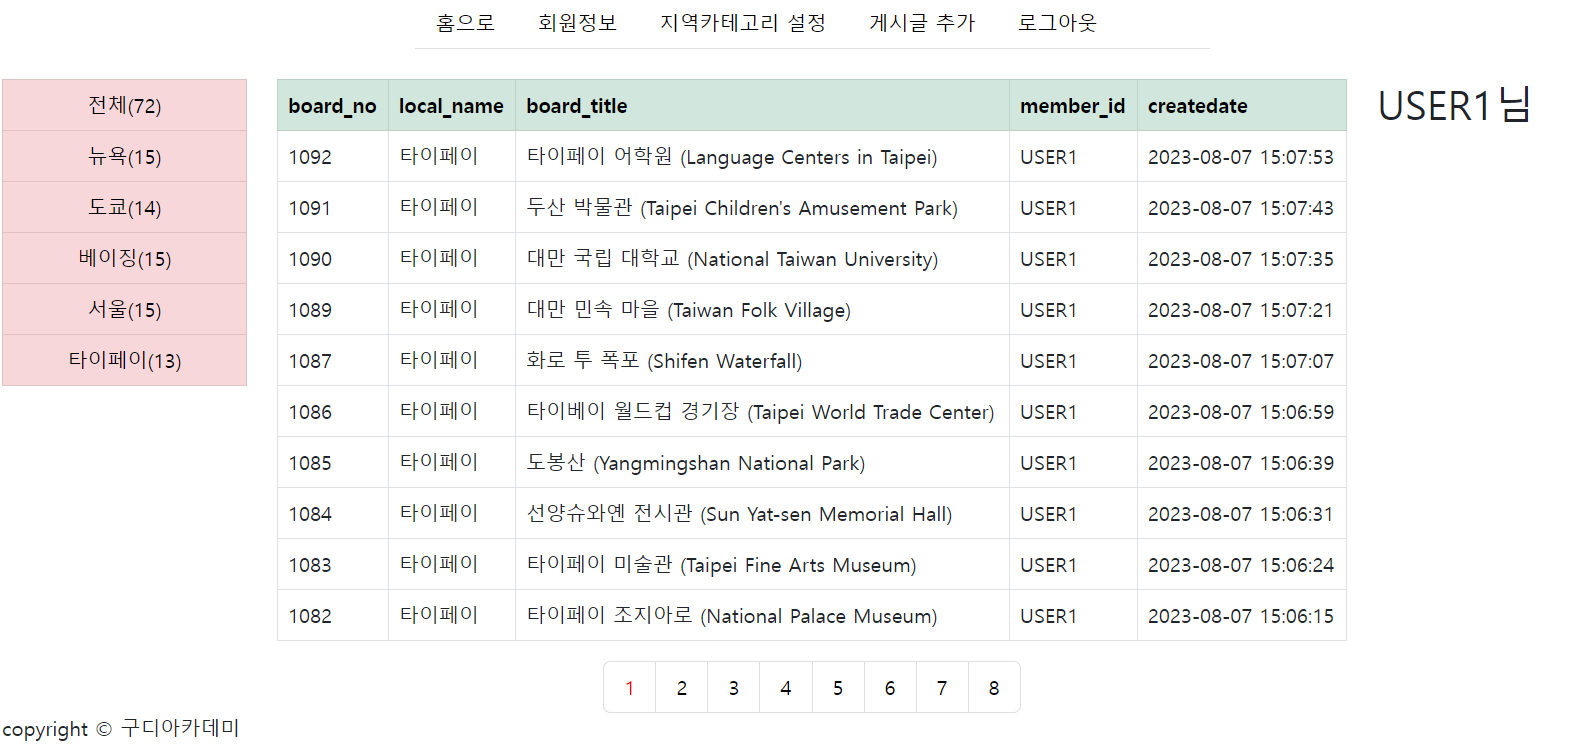 홈으로 회원정보 지역카테고리 설정 게시글 추가 로그아웃
전체(72)
뉴욕(15)
도쿄(14)
베이징(15)
서울(15)
타이페이(13)
board_no local_name board_title member_id createdate
1092 타이페이 타이페이 어학원 (Language Centers in Taipei) USER1 2023-08-07 15:07:53
1091 타이페이 두산 박물관 (Taipei Children's Amusement Park) USER1 2023-08-07 15:07:43
1090 타이페이 대만 국립 대학교 (National Taiwan University) USER1 2023-08-07 15:07:35
1089 타이페이 대만 민속 마을 (Taiwan Folk Village) USER1 2023-08-07 15:07:21
1087 타이페이 화로 투 폭포 (Shifen Waterfall) USER1 2023-08-07 15:07:07
1086 타이페이 타이베이 월드컵 경기장 (Taipei World Trade Center) USER1 2023-08-07 15:06:59
1085 타이페이 도봉산 (Yangmingshan National Park) USER1 2023-08-07 15:06:39
1084 타이페이 선양슈와옌 전시관 (Sun Yat-sen Memorial Hall) USER1 2023-08-07 15:06:31
1083 타이페이 타이페이 미술관 (Taipei Fine Arts Museum) USER1 2023-08-07 15:06:24
1082 타이페이 타이페이 조지아로 (National Palace Museum) USER1 2023-08-07 15:06:15
USER1님
1 2 3 4 5 6 7 8
copyright © 구디아카데미